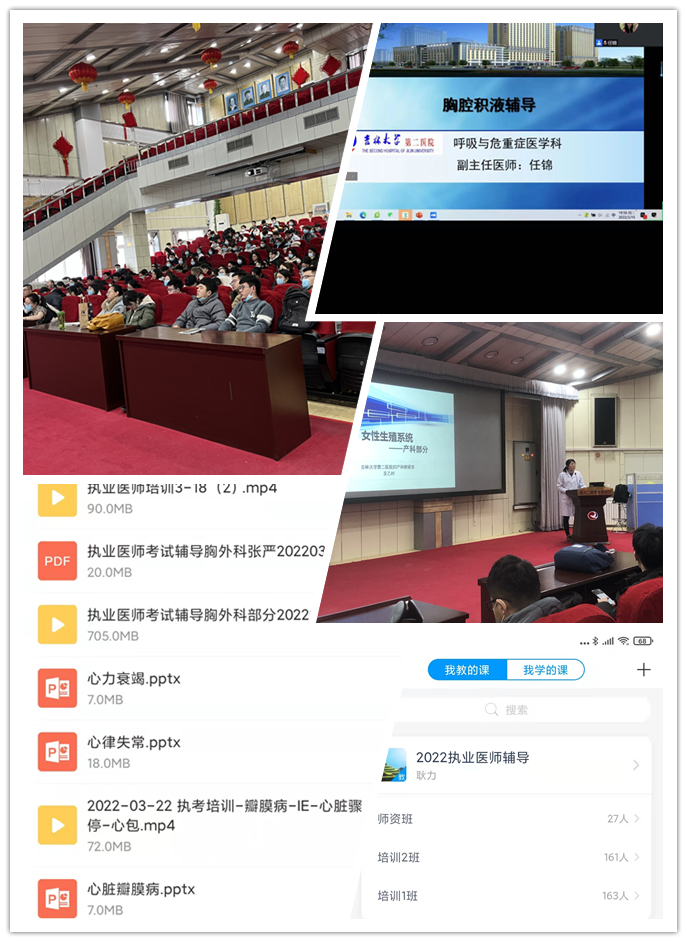 胸腔积液辅导
吉林大学第二医院
THE SECOND HOSPITAL OF JILIN UNIVERSITY
呼吸与危重症医学科
副主任医师：任锦
女性生殖系统
——产科部分
执业医师培训3-18（2）.mp4
90.0MB
PDF
执业医师考试辅导胸外科张严202203
20.0MB
执业医师考试辅导胸外科部分2022
705.0MB
心力衰竭.pptx
7.0MB
心律失常.pptx
18.0MB
2022-03-22 执考培训-瓣膜病-IE-心脏骤
停-心包.mp4
72.0MB
心脏瓣膜病.pptx
7.0MB
68
我教的课
我学的课
搜索
2022执业医师辅导
教
耿力
师资班
27人
培训2班
161人
培训1班
163人